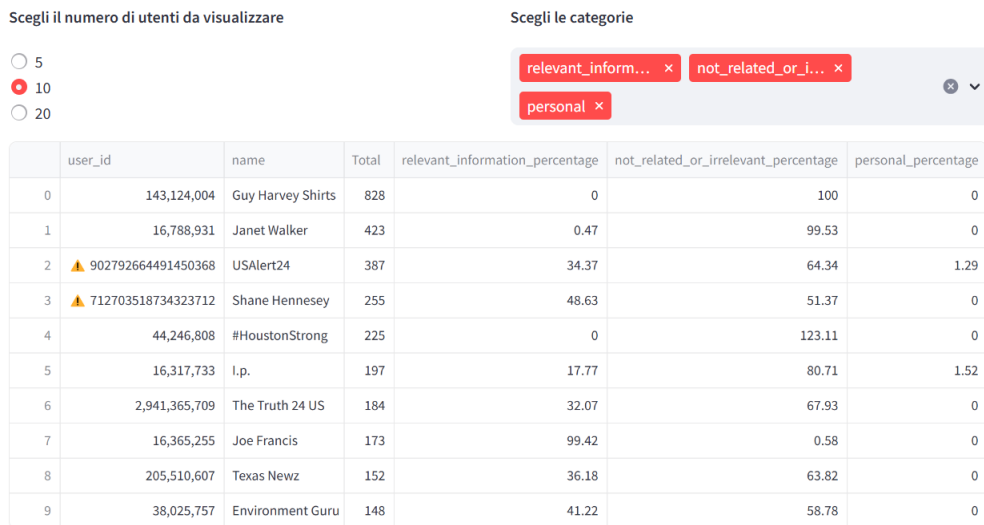 Scegli il numero di utenti da visualizzare
5
10
20
Scegli le categorie
relevant_inform... ×
not_related_or_i... ×
personal ×
user_id name Total relevant_information_percentage not_related_or_irrelevant_percentage personal_percentage
0 143,124,004 Guy Harvey Shirts 828 0 100 0
1 16,788,931 Janet Walker 423 0.47 99.53 0
2 902792664491450368 USAlert24 387 34.37 64.34 1.29
3 712703518734323712 Shane Hennesey 255 48.63 51.37 0
4 44,246,808 #HoustonStrong 225 0 123.11 0
5 16,317,733 I.p. 197 17.77 80.71 1.52
6 2,941,365,709 The Truth 24 US 184 32.07 67.93 0
7 16,365,255 Joe Francis 173 99.42 0.58 0
8 205,510,607 Texas Newz 152 36.18 63.82 0
9 38,025,757 Environment Guru 148 41.22 58.78 0